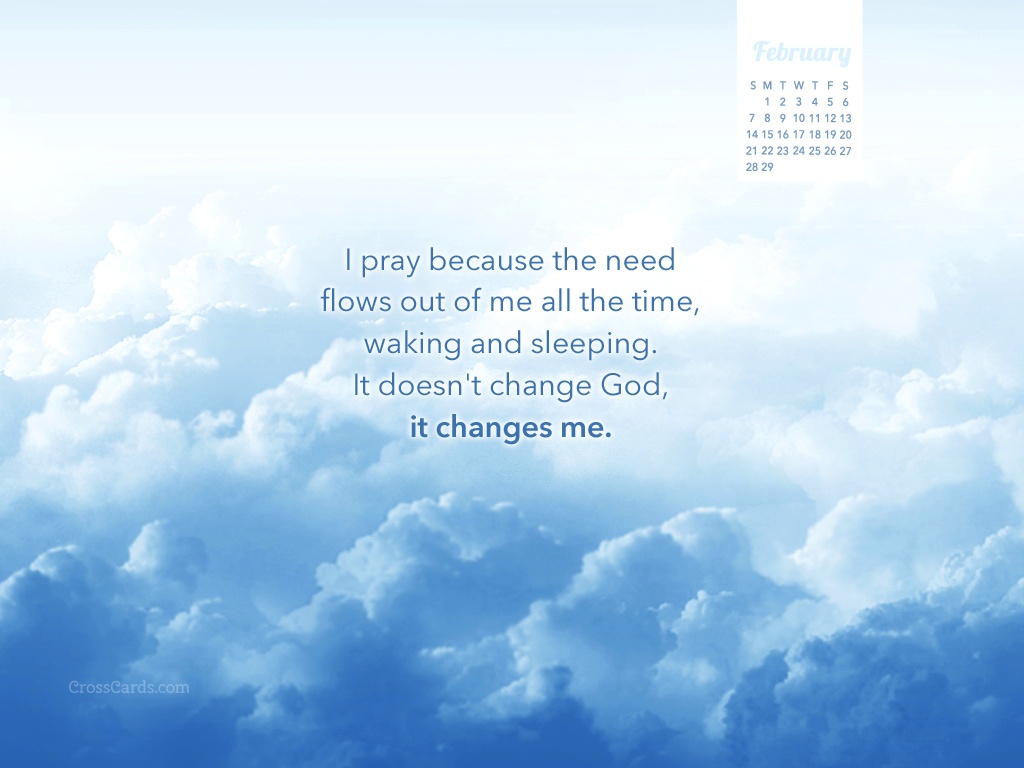 February
S M T W T F S
1 2 3 4 5 6
7 8 9 10 11 12 13
14 15 16 17 18 19 20
21 22 23 24 25 26 27
28 29
I pray because the need
flows out of me all the time,
waking and sleeping.
It doesn't change God,
it changes me.
CrossCards.com